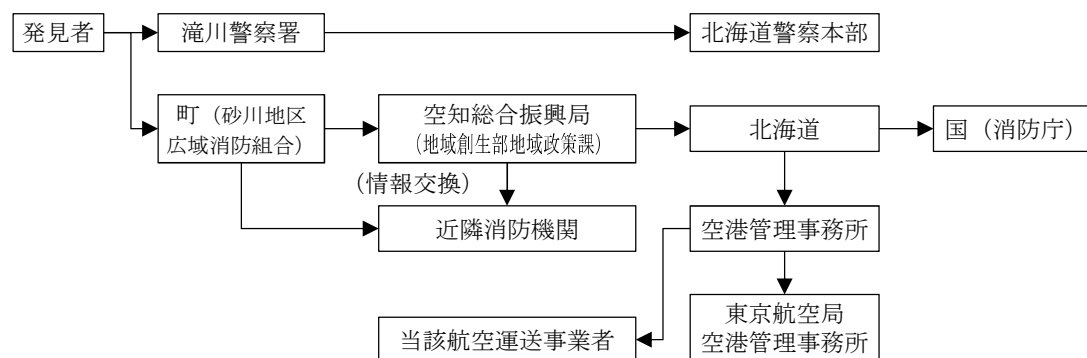 発見者
滝川警察署
北海道警察本部
町（砂川地区
広域消防組合）
空知総合振興局
（地域創生部地域政策課）
北海道
国（消防庁）
（情報交換）
近隣消防機関
空港管理事務所
当該航空運送事業者
東京航空局
空港管理事務所